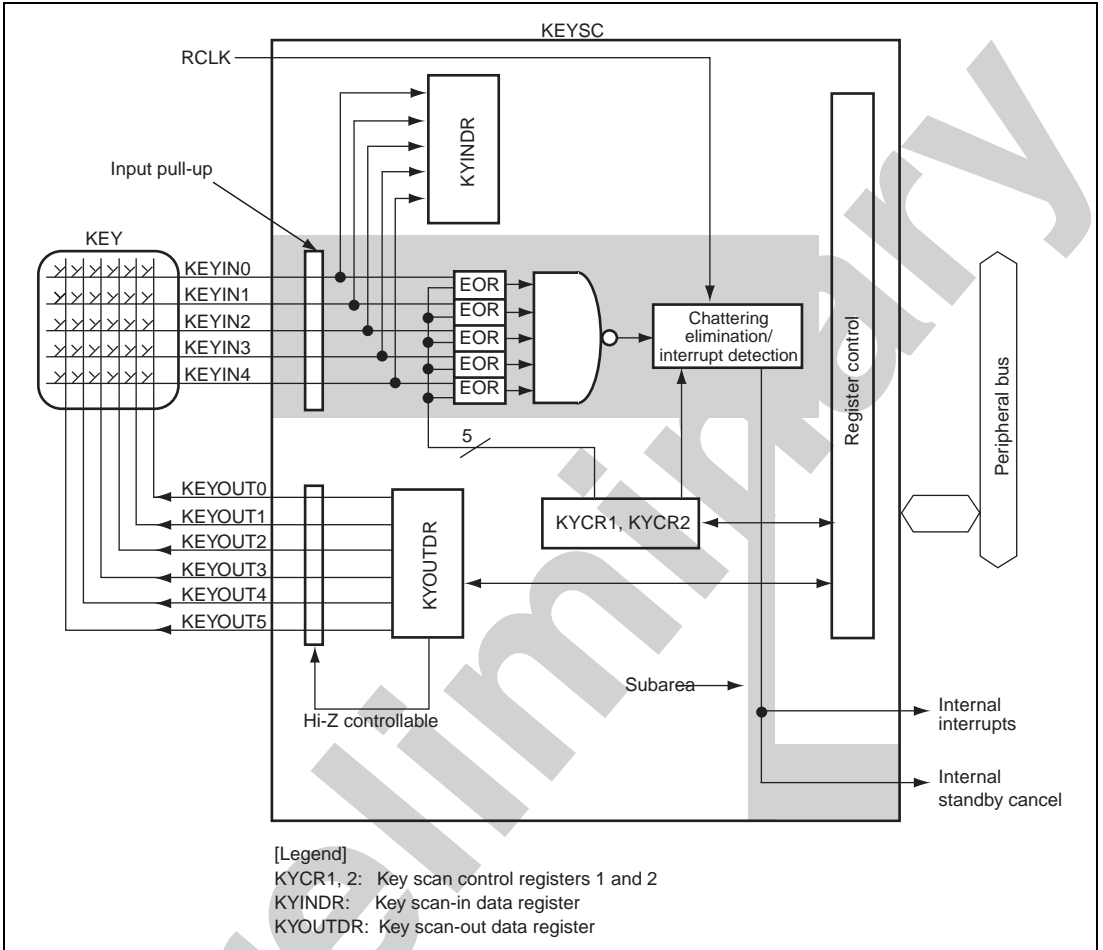 KEYSC
RCLK
KYINDR
Input pull-up
KEY
KEYIN0
KEYIN1
KEYIN2
KEYIN3
KEYIN4
EOR
EOR
EOR
EOR
EOR
Chattering
elimination/
interrupt detection
Register control
Peripheral bus
5
KYCR1, KYCR2
KEYOUT0
KEYOUT1
KEYOUT2
KEYOUT3
KEYOUT4
KEYOUT5
KYOUTDR
Hi-Z controllable
Subarea
Internal
interrupts
Internal
standby cancel
[Legend]
KYCR1, 2: Key scan control registers 1 and 2
KYINDR: Key scan-in data register
KYOUTDR: Key scan-out data register
eliminary